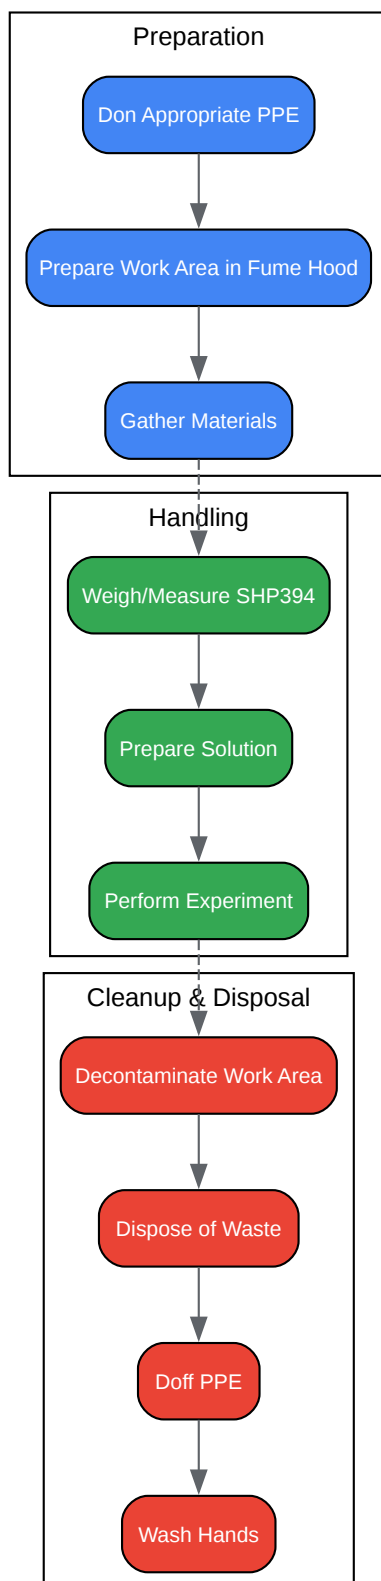 Preparation
Don Appropriate PPE
Prepare Work Area in Fume Hood
Gather Materials
Handling
Weigh/Measure SHP394
Prepare Solution
Perform Experiment
Cleanup & Disposal
Decontaminate Work Area
Dispose of Waste
Doff PPE
Wash Hands